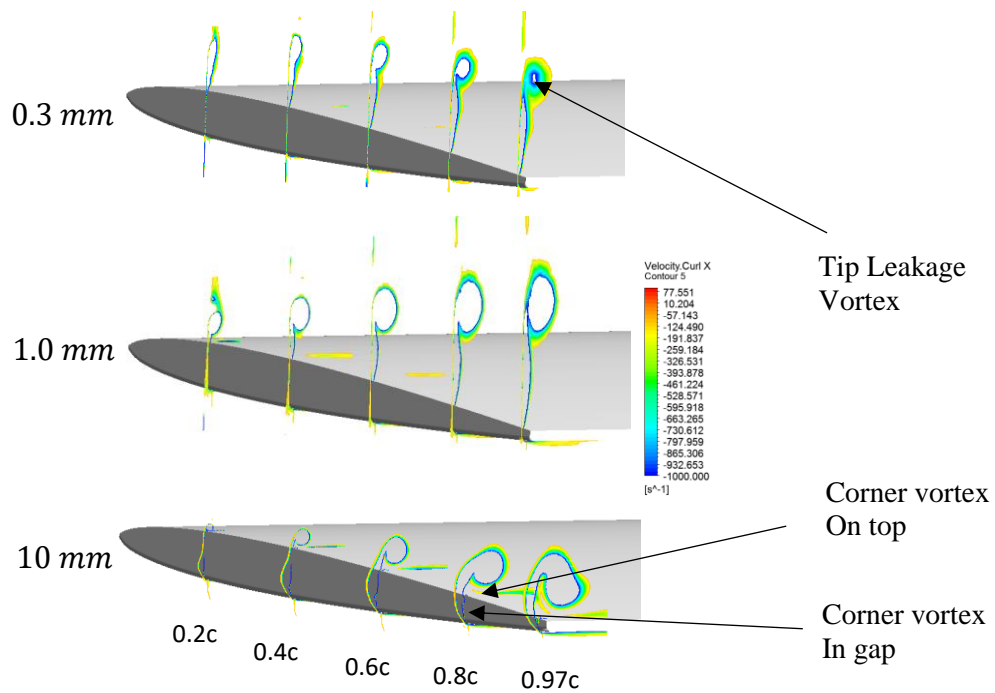 0.3 mm
Tip Leakage
Vortex
1.0 mm
Velocity.Curl X
Contour 5
77.551
10.204
-57.143
-124.490
-191.837
-259.184
-326.531
-393.878
-461.224
-528.571
-595.918
-663.265
-730.612
-797.959
-865.306
-932.653
-1000.000
[s^-1]
Corner vortex
On top
10 mm
Corner vortex
In gap
0.2c
0.4c
0.6c
0.8c
0.97c